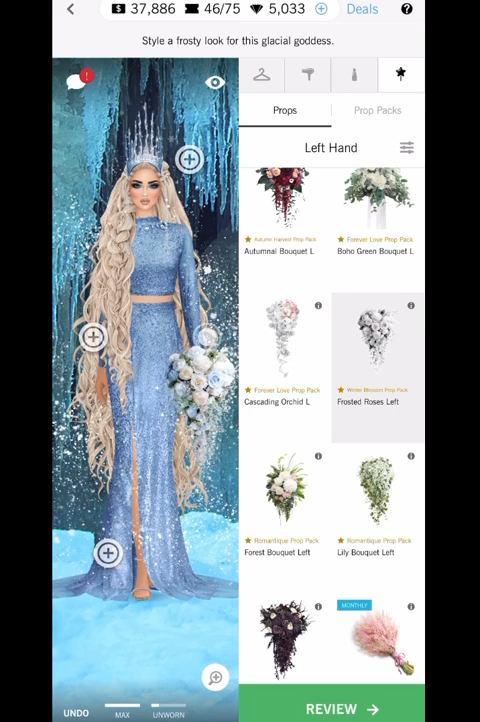 37,886 46/75 5,033 Deals
Style a frosty look for this glacial goddess.
Props
Prop Packs
Left Hand
Autumn Harvest Prop Pack
Autumnal Bouquet L
Forever Love Prop Pack
Boho Green Bouquet L
Forever Love Prop Pack
Cascading Orchid L
Winter Blossom Prop Pack
Frosted Roses Left
Romantique Prop Pack
Forest Bouquet Left
Romantique Prop Pack
Lily Bouquet Left
MONTHLY
UNDO
MAX
UNWORN
REVIEW